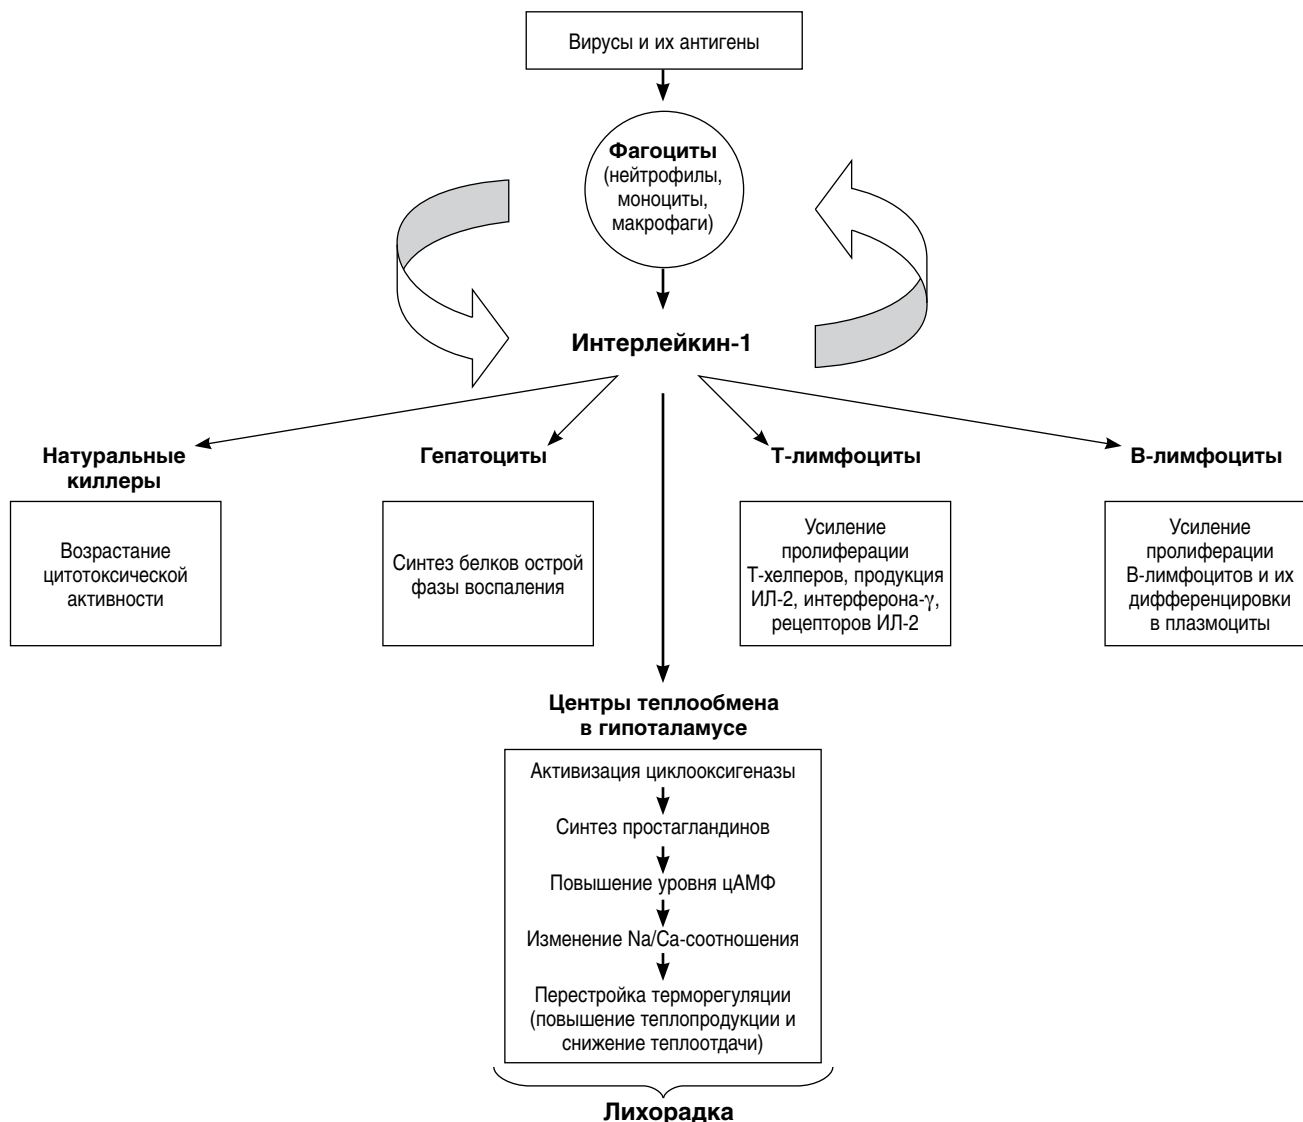 Вирусы и их антигены
Фагоциты
(нейтрофилы,
моноциты,
макрофаги)
Интерлейкин-1
Натуральные
киллеры
Возрастание
цитотоксической
активности
Гепатоциты
Синтез белков острой
фазы воспаления
Т-лимфоциты
Усиление
пролиферации
Т-хелперов, продукция
ИЛ-2, интерферона-γ,
рецепторов ИЛ-2
В-лимфоциты
Усиление
пролиферации
В-лимфоцитов и их
дифференцировки
в плазмоциты
Центры теплообмена
в гипоталамусе
Активизация циклооксигеназы
Синтез простагландинов
Повышение уровня цАМФ
Изменение Na/Ca-соотношения
Перестройка терморегуляции
(повышение теплопродукции и
снижение теплоотдачи)
Лихорадка